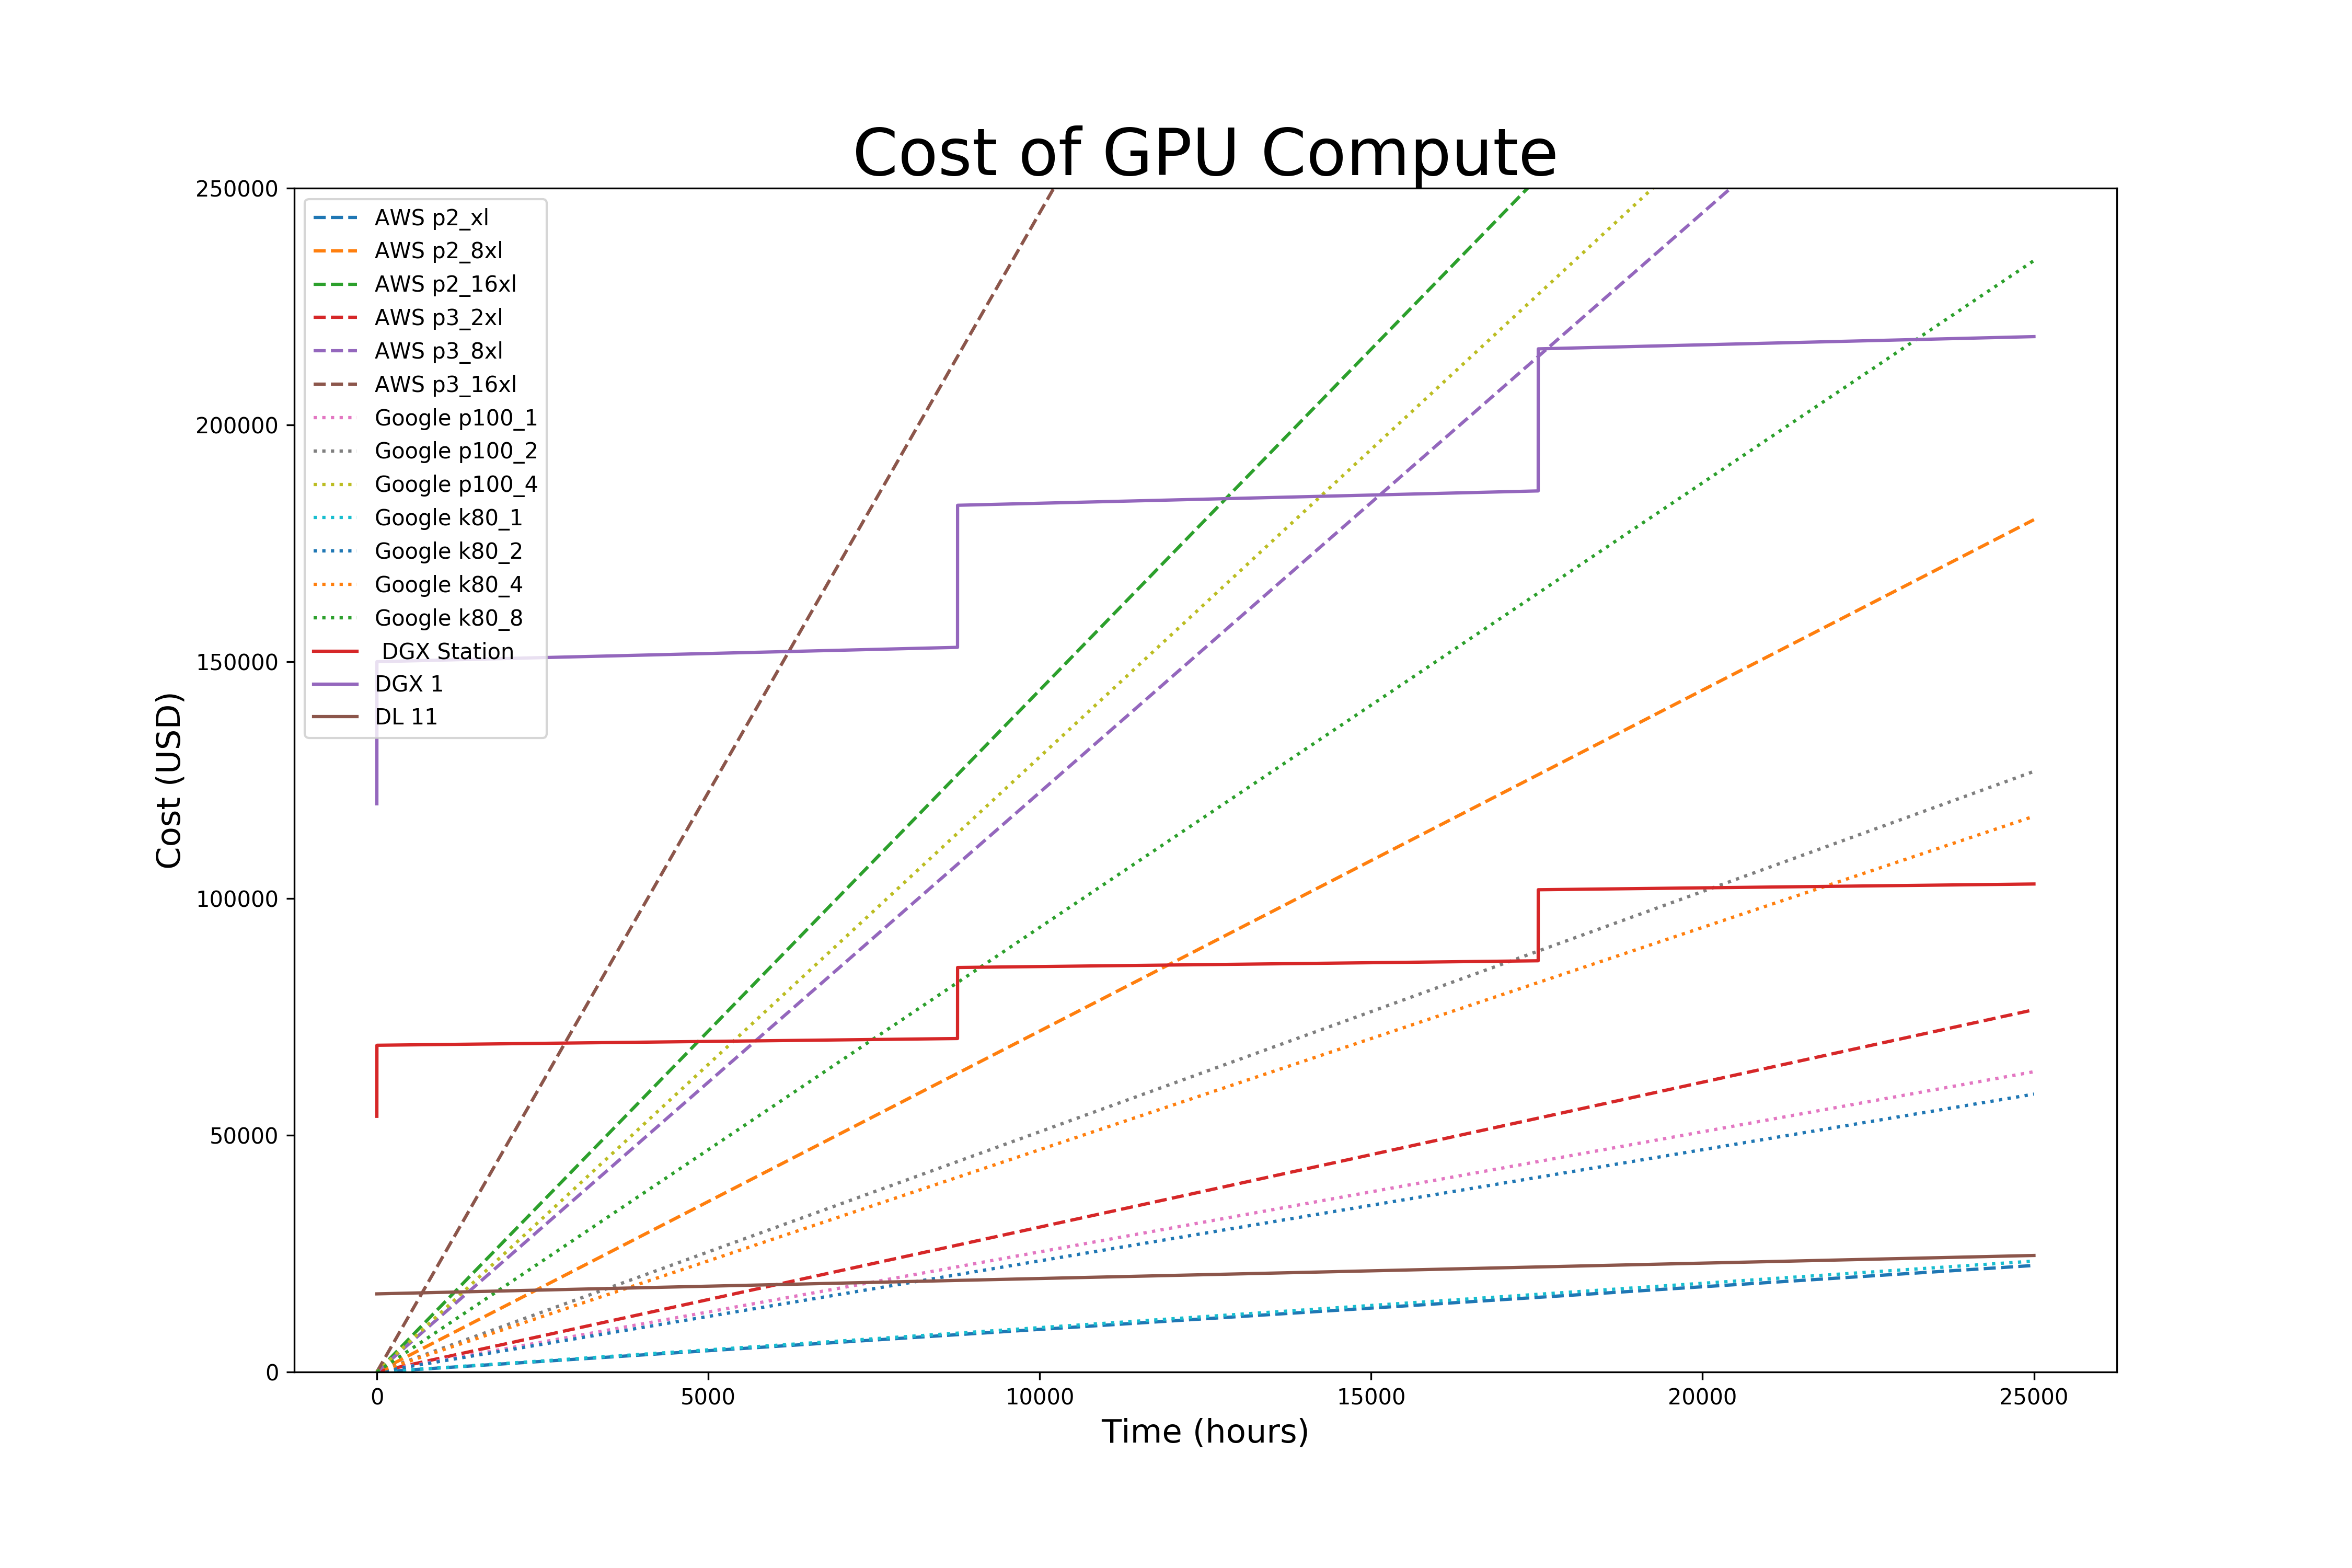 Cost of GPU Compute
250000
200000
150000
100000
50000
0
Cost (USD)
AWS p2_xl
AWS p2_8xl
AWS p2_16xl
AWS p3_2xl
AWS p3_8xl
AWS p3_16xl
Google p100_1
Google p100_2
Google p100_4
Google k80_1
Google k80_2
Google k80_4
Google k80_8
DGX Station
DGX 1
DL 11
0 5000 10000 15000 20000 25000
Time (hours)